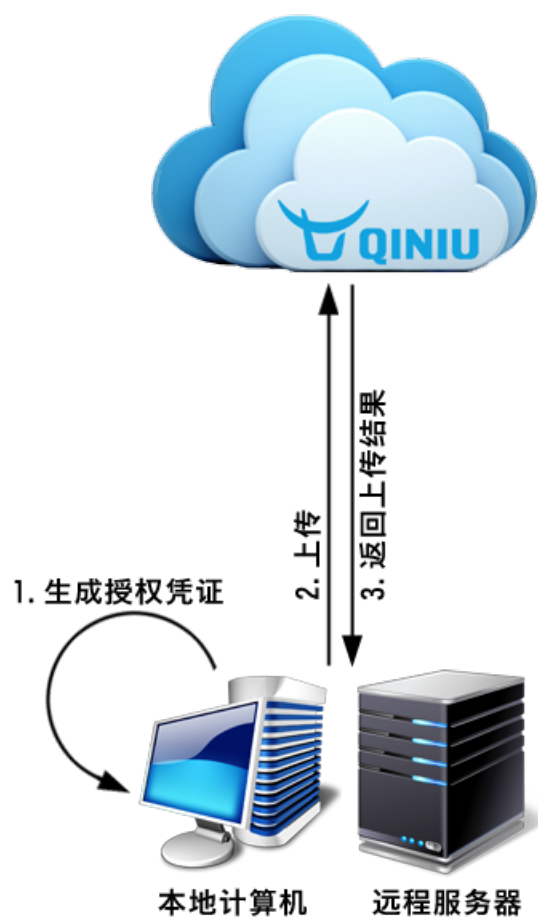 QINIU
2. 上传
3. 返回上传结果
1. 生成授权凭证
本地计算机
远程服务器